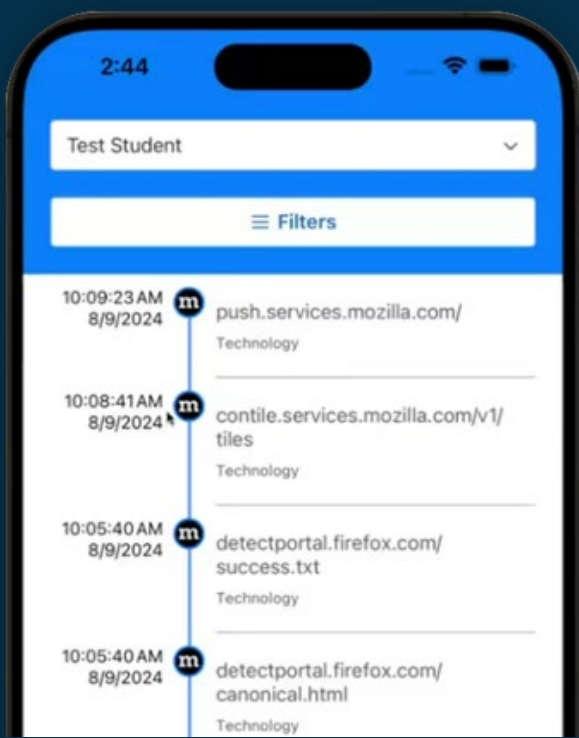 2:44
Test Student
Filters
10:09:23 AM
8/9/2024
m
push.services.mozilla.com/
Technology
10:08:41 AM
8/9/2024
m
contile.services.mozilla.com/v1/
tiles
Technology
10:05:40 AM
8/9/2024
m
detectportal.firefox.com/
success.txt
Technology
10:05:40 AM
8/9/2024
m
detectportal.firefox.com/
canonical.html
Technology